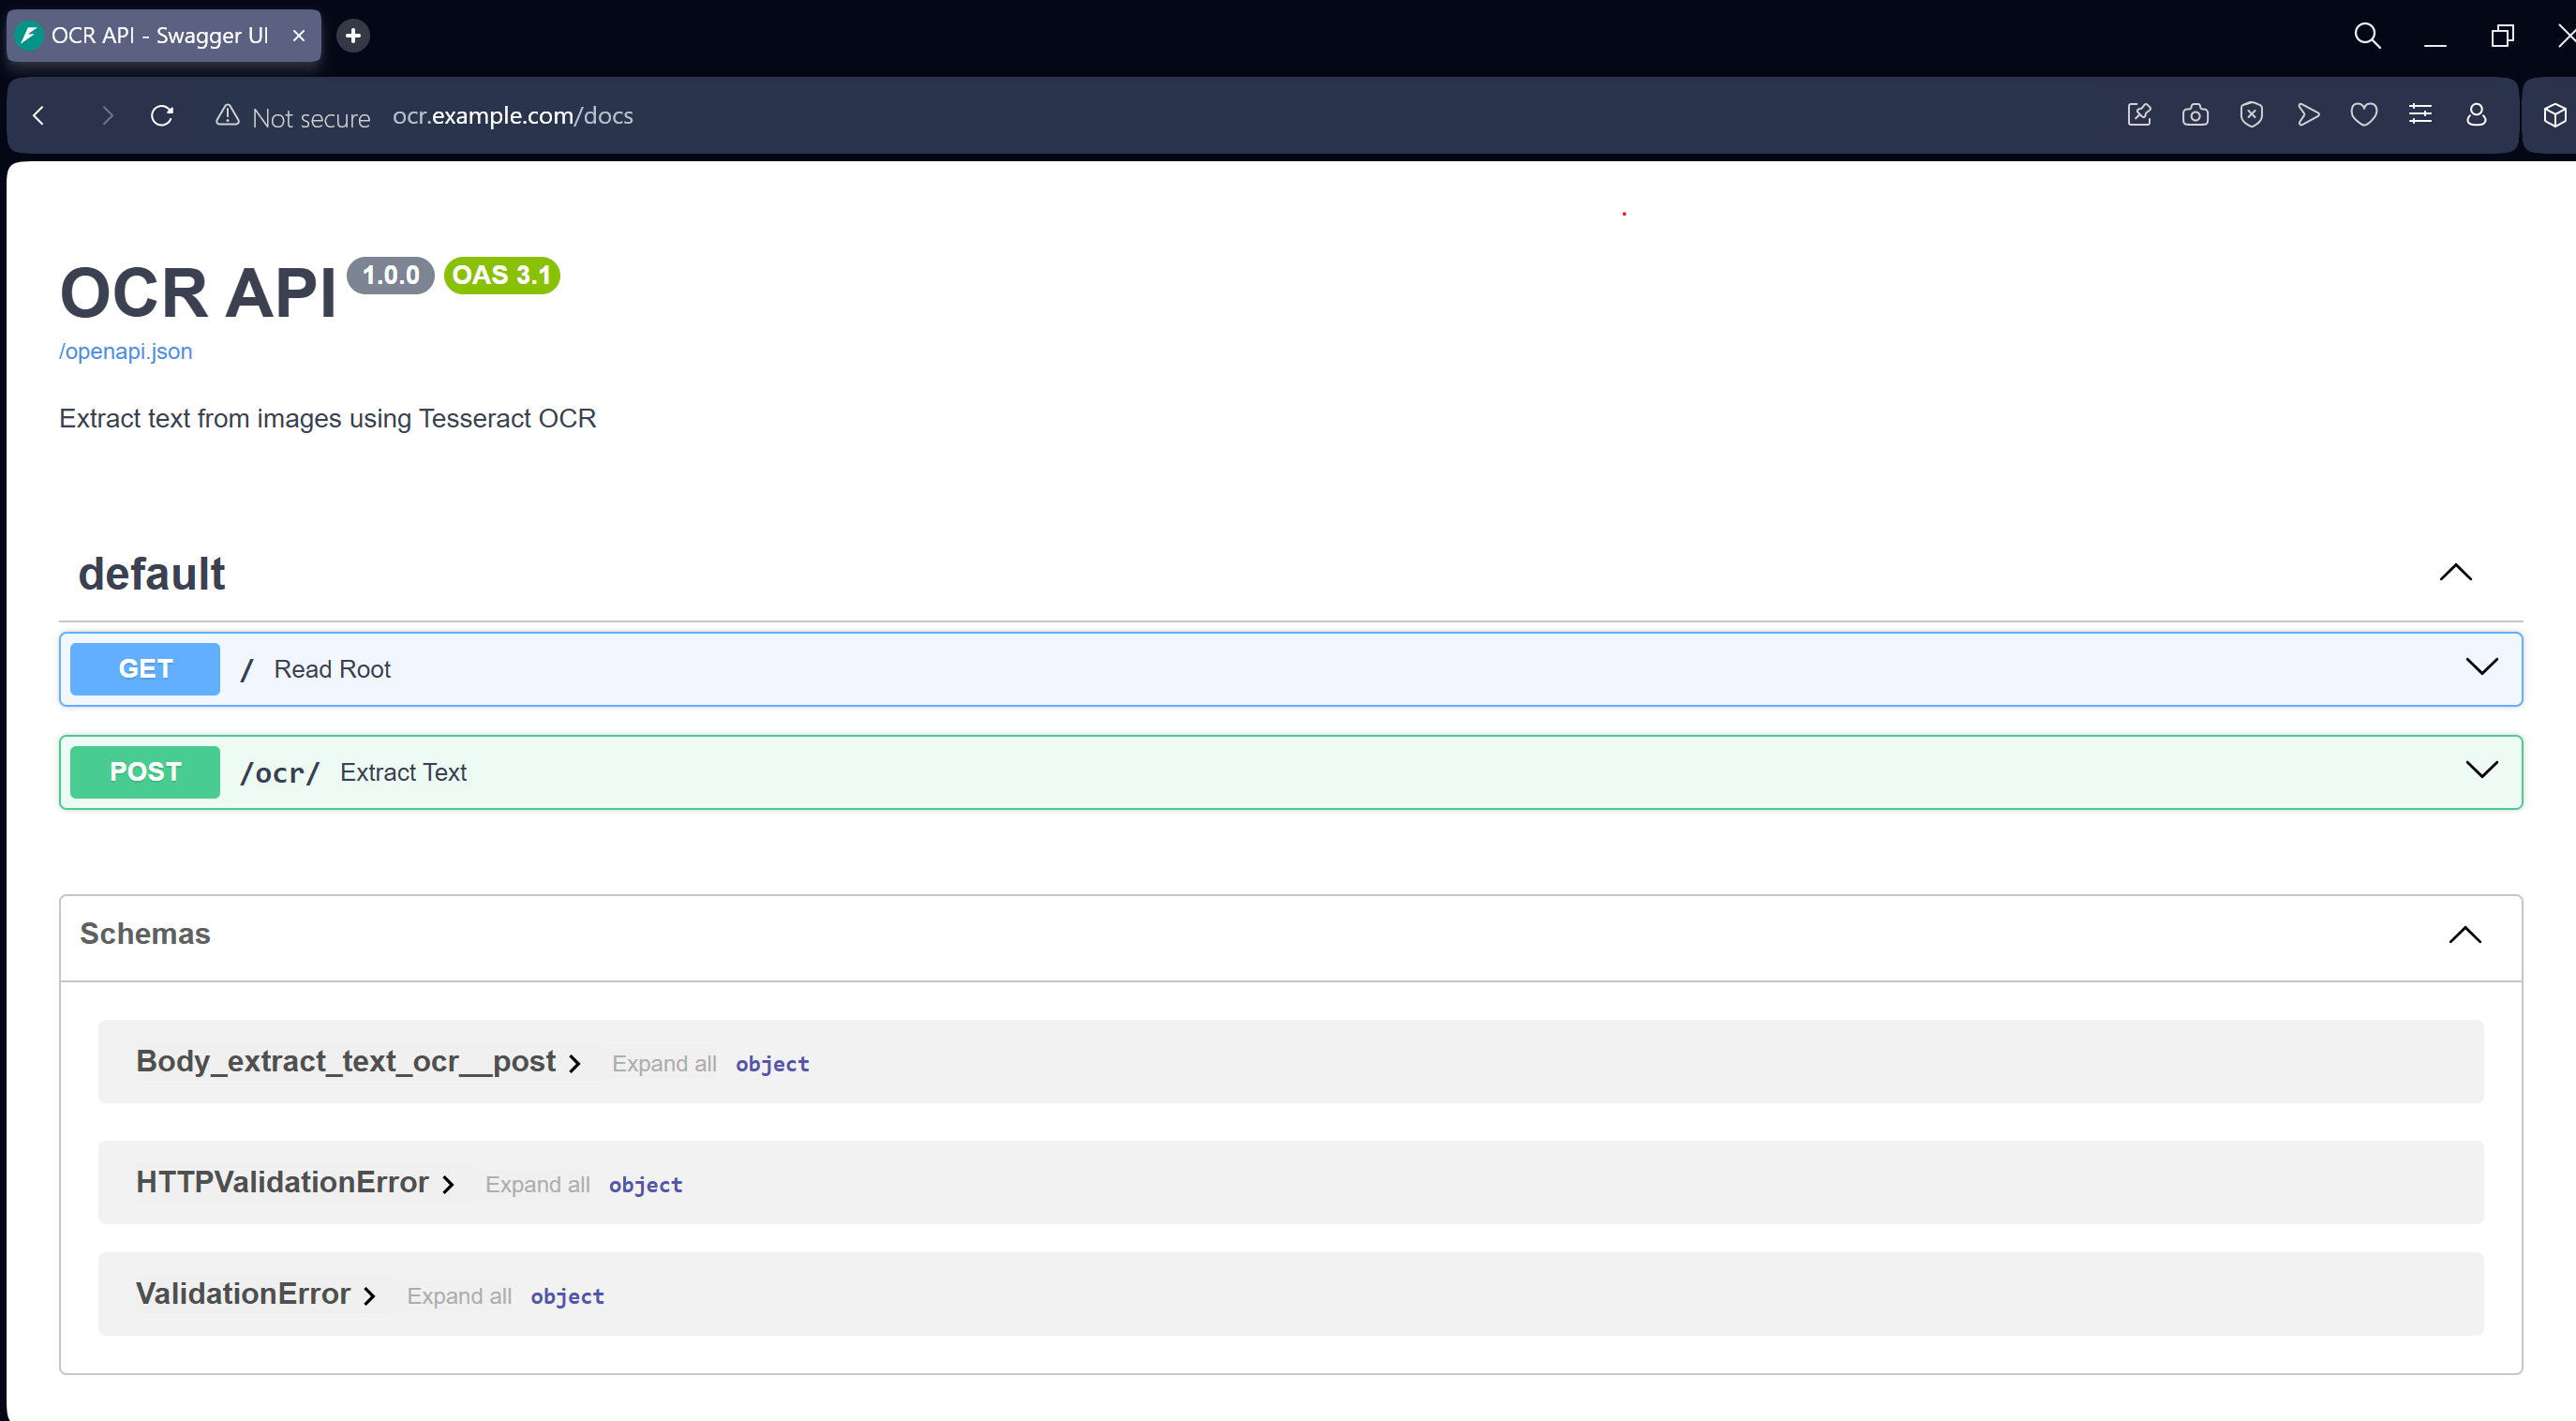 OCR API - Swagger UI
Not secure ocr.example.com/docs
OCR API 1.0.0 OAS 3.1
/openapi.json
Extract text from images using Tesseract OCR
default
GET / Read Root
POST /ocr/ Extract Text
Schemas
Body_extract_text_ocr__post Expand all object
HTTPValidationError Expand all object
ValidationError Expand all object